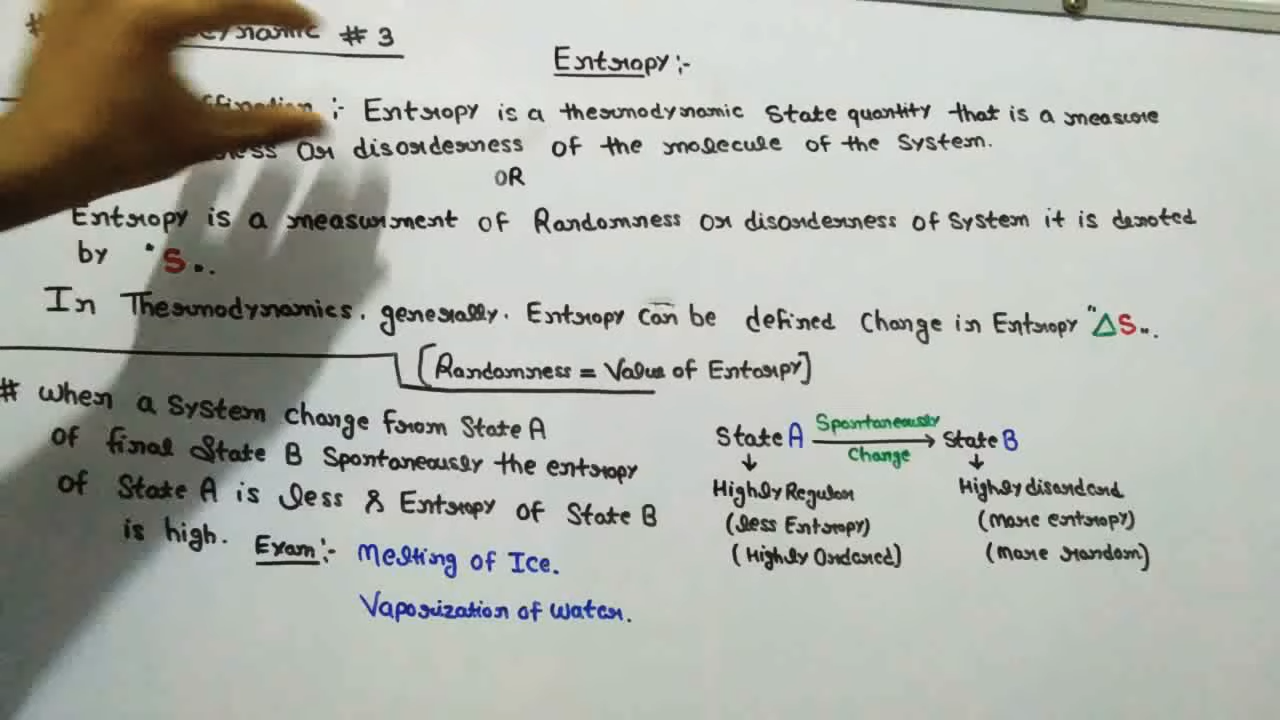 # 3
Entropy :-
:- Entropy is a thermodynamic State quantity that is a measure
or disorderness of the molecule of the System.
OR
Entropy is a measurment of Randomness or disorderness of System it is denoted
by "S"
In Thermodynamics, generally, Entropy can be defined Change in Entropy "ΔS"
[Randomness = Value of Entorpy]
# when a System change from State A
of final State B Spontaneously the entropy
of State A is less & Entropy of State B
is high. Exam:- Melting of Ice.
Vaporization of water.
State A Spontaneously Change → State B
↓ ↓
Highly Regular Highly disordard
(less Entropy) (more entropy)
(Highly Ordared) (more random)